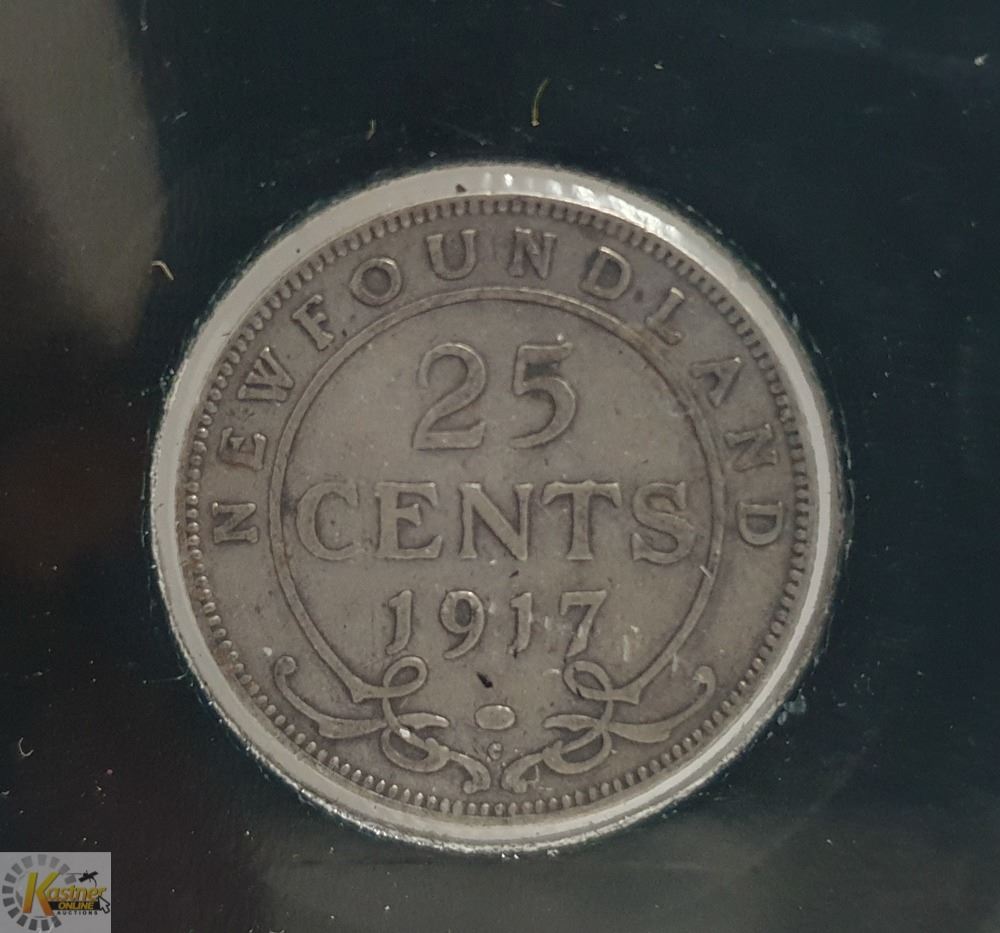 NEWFOUNDLAND
25
CENTS
1917
C
Kastner
ONLINE
AUCTIONS